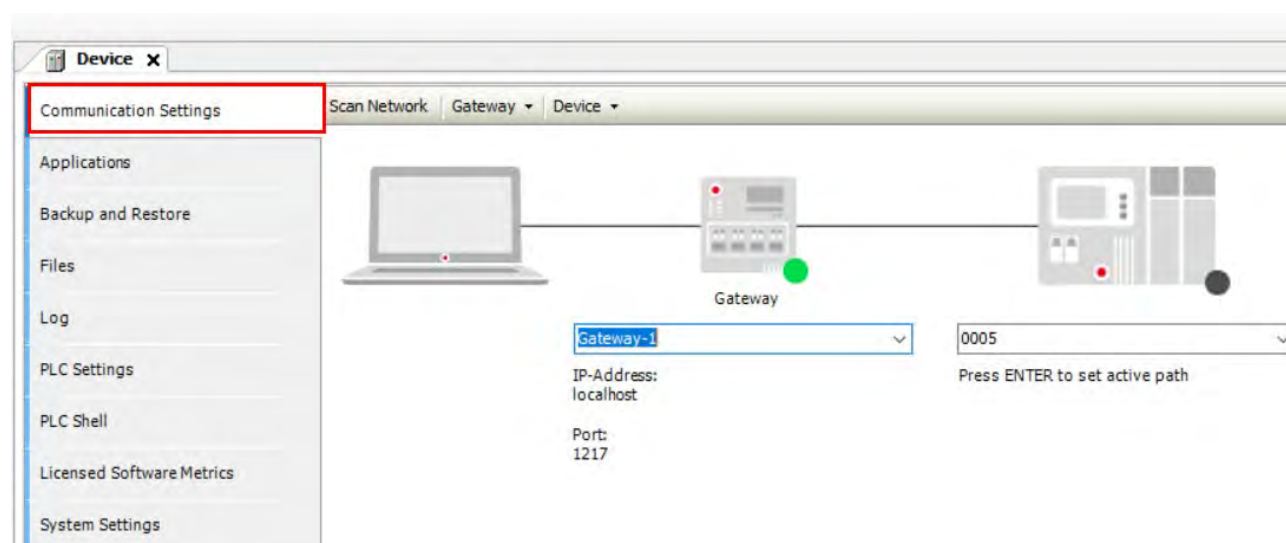 Device
Communication Settings
Scan Network Gateway Device
Applications
Backup and Restore
Files
Log
PLC Settings
PLC Shell
Licensed Software Metrics
System Settings
Gateway
Gateway-1
IP-Address:
localhost
Port:
1217
0005
Press ENTER to set active path